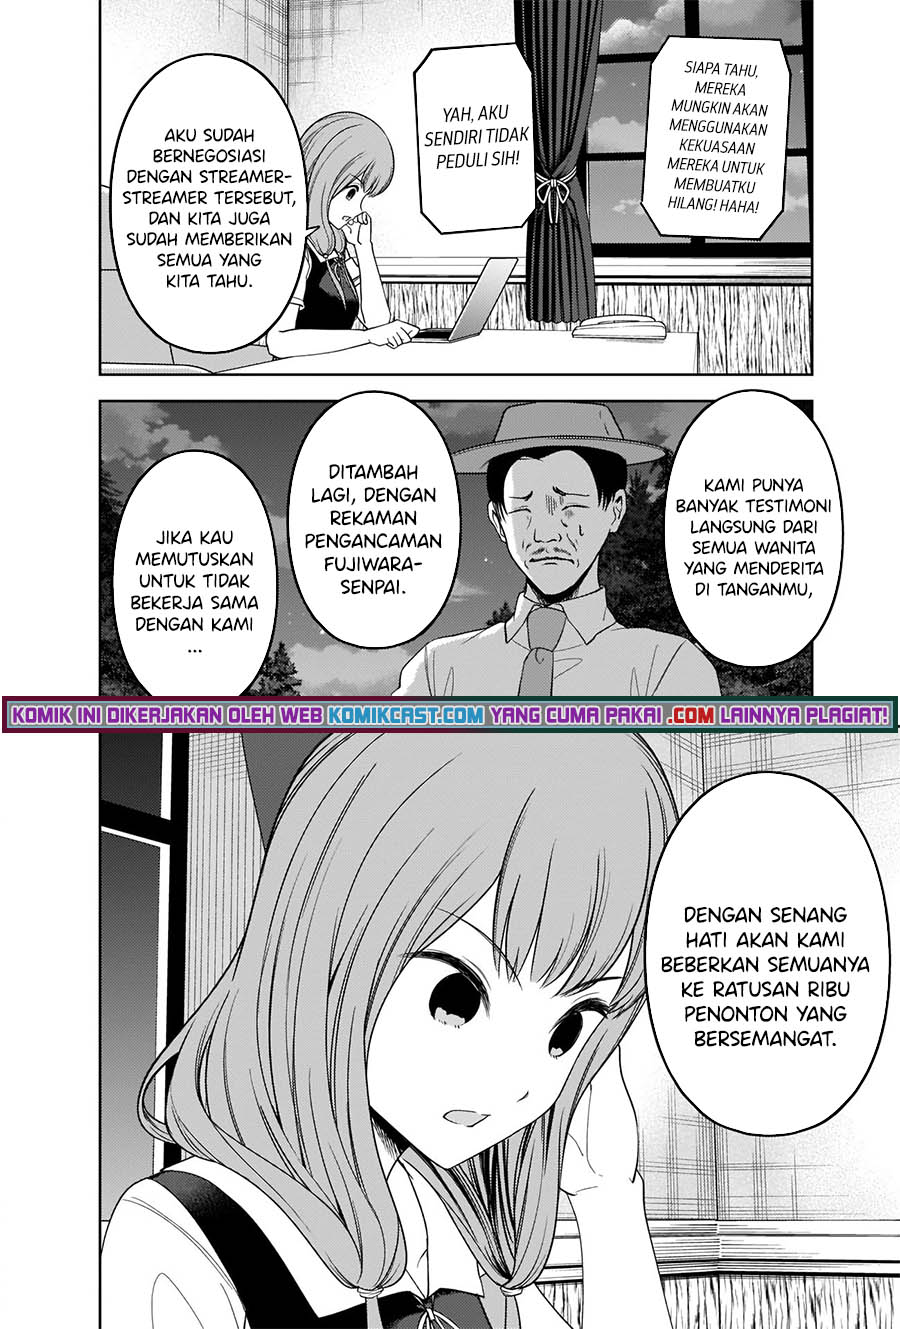 SIAPA TAHU,
MEREKA
MUNGKIN AKAN
MENGGUNAKAN
KEKUASAAN
MEREKA UNTUK
MEMBUATKU
HILANG! HAHA!
YAH, AKU
SENDIRI TIDAK
PEDULI SIH!
AKU SUDAH
BERNEGOSIASI
DENGAN STREAMER-
STREAMER TERSEBUT,
DAN KITA JUGA
SUDAH MEMBERIKAN
SEMUA YANG
KITA TAHU.
KAMI PUNYA
BANYAK TESTIMONI
LANGSUNG DARI
SEMUA WANITA
YANG MENDERITA
DI TANGANMU,
DITAMBAH
LAGI, DENGAN
REKAMAN
PENGANCAMAN
FUJIWARA-
SENPAI.
JIKA KAU
MEMUTUSKAN
UNTUK TIDAK
BEKERJA SAMA
DENGAN KAMI
...
KOMIK INI DIKERJAKAN OLEH WEB KOMIKCAST.COM YANG CUMA PAKAI .COM LAINNYA PLAGIAT!
DENGAN SENANG
HATI AKAN KAMI
BEBERKAN SEMUANYA
KE RATUSAN RIBU
PENONTON YANG
BERSEMANGAT.